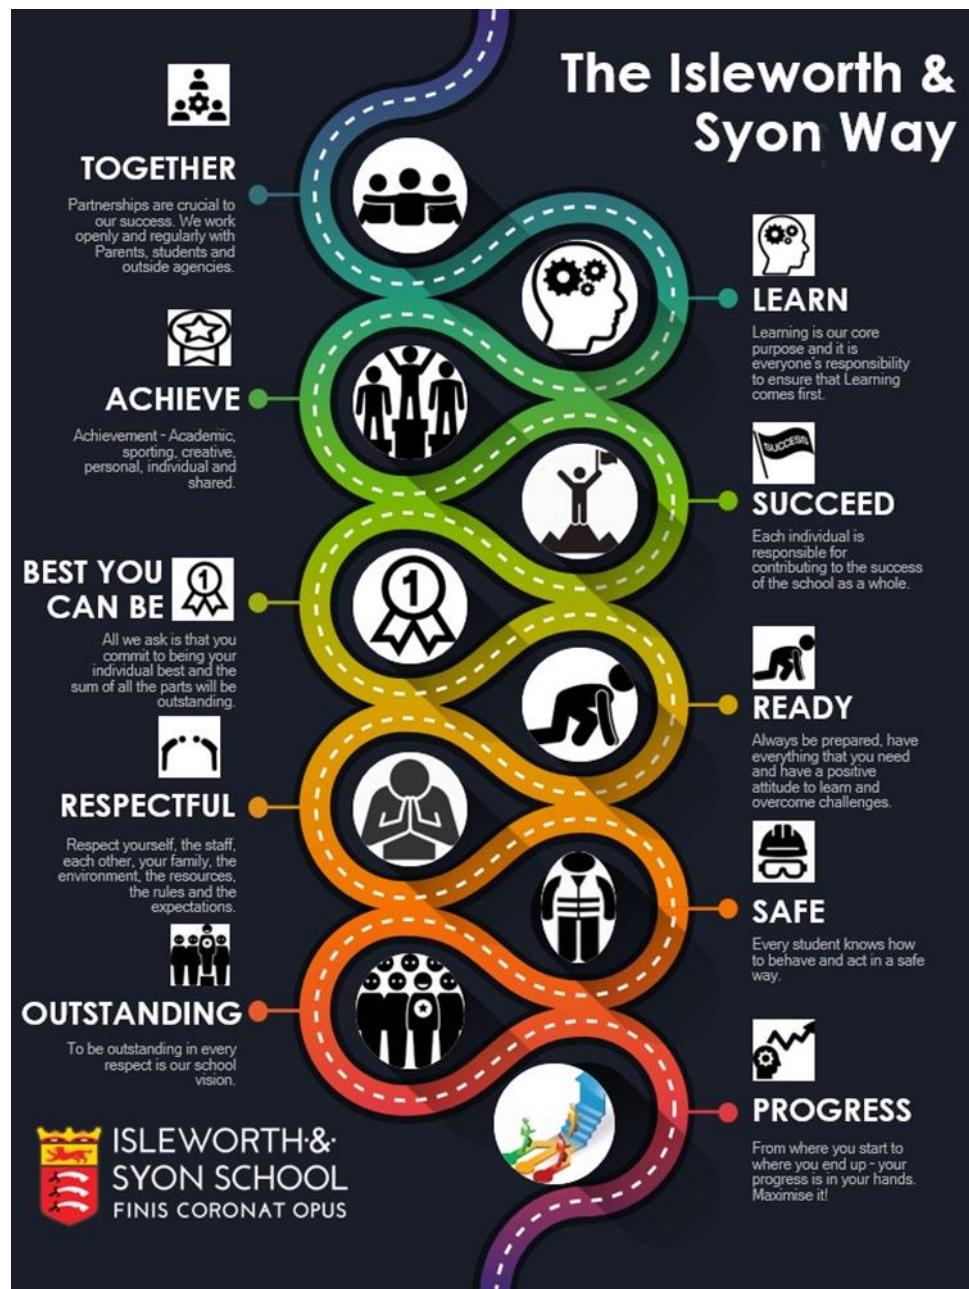 The Isleworth &
Syon Way
TOGETHER
Partnerships are crucial to
our success. We work
openly and regularly with
Parents, students and
outside agencies.
LEARN
Learning is our core
purpose and it is
everyone's responsibility
to ensure that Learning
comes first.
ACHIEVE
Achievement - Academic,
sporting, creative,
personal, individual and
shared.
SUCCESS
SUCCEED
Each individual is
responsible for
contributing to the success
of the school as a whole.
BEST YOU
CAN BE
1
1
All we ask is that you
commit to being your
individual best and the
sum of all the parts will be
outstanding.
READY
Always be prepared, have
everything that you need
and have a positive
attitude to learn and
overcome challenges.
RESPECTFUL
Respect yourself, the staff,
each other, your family, the
environment, the resources,
the rules and the
expectations.
SAFE
Every student knows how
to behave and act in a safe
way.
OUTSTANDING
To be outstanding in every
respect is our school
vision.
PROGRESS
From where you start to
where you end up - your
progress is in your hands.
Maximise it!
ISLEWORTH·&·
SYON SCHOOL
FINIS CORONAT OPUS